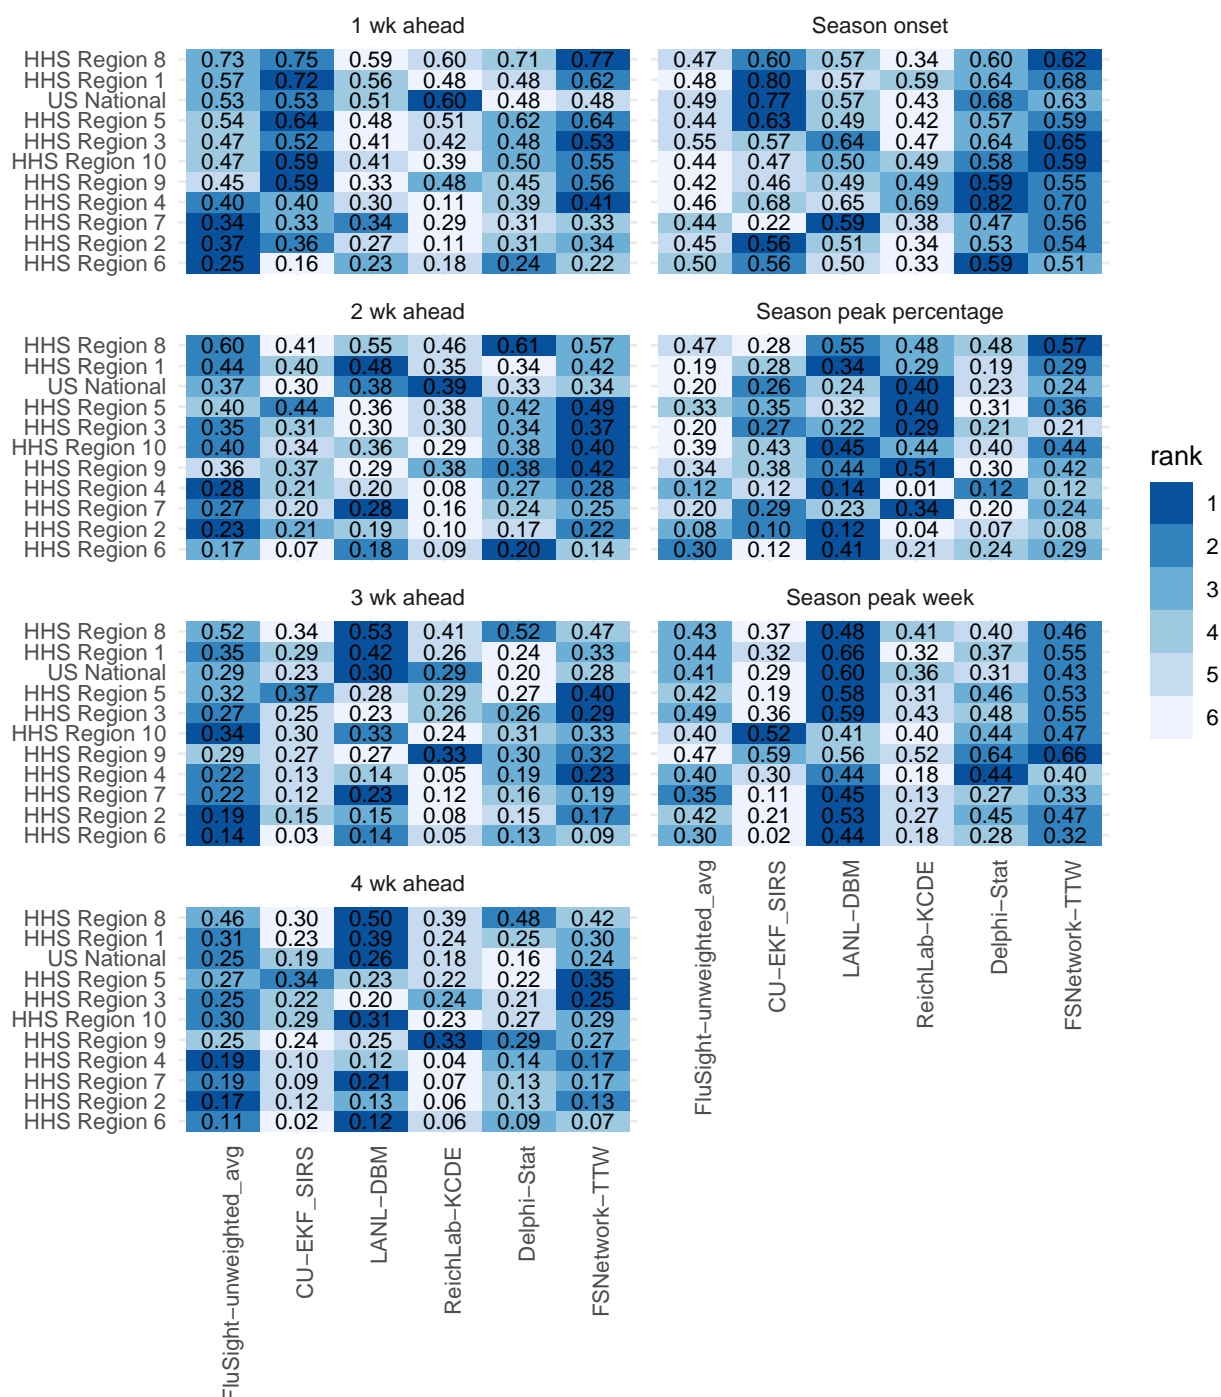 1 wk ahead
HHS Region 8 0.73 0.75 0.59 0.60 0.71 0.77
HHS Region 1 0.57 0.72 0.56 0.48 0.48 0.62
US National 0.53 0.53 0.51 0.60 0.48 0.48
HHS Region 5 0.54 0.64 0.48 0.51 0.62 0.64
HHS Region 3 0.47 0.52 0.41 0.42 0.48 0.53
HHS Region 10 0.47 0.59 0.41 0.39 0.50 0.55
HHS Region 9 0.45 0.59 0.33 0.48 0.45 0.56
HHS Region 4 0.40 0.40 0.30 0.11 0.39 0.41
HHS Region 7 0.34 0.33 0.34 0.29 0.31 0.33
HHS Region 2 0.37 0.36 0.27 0.11 0.31 0.34
HHS Region 6 0.25 0.16 0.23 0.18 0.24 0.22
Season onset
0.47 0.60 0.57 0.34 0.60 0.62
0.48 0.80 0.57 0.59 0.64 0.68
0.49 0.77 0.57 0.43 0.68 0.63
0.44 0.63 0.49 0.42 0.57 0.59
0.55 0.57 0.64 0.47 0.64 0.65
0.44 0.47 0.50 0.49 0.58 0.59
0.42 0.46 0.49 0.49 0.59 0.55
0.46 0.68 0.65 0.69 0.82 0.70
0.44 0.22 0.59 0.38 0.47 0.56
0.45 0.56 0.51 0.34 0.53 0.54
0.50 0.56 0.50 0.33 0.59 0.51
2 wk ahead
HHS Region 8 0.60 0.41 0.55 0.46 0.61 0.57
HHS Region 1 0.44 0.40 0.48 0.35 0.34 0.42
US National 0.37 0.30 0.38 0.39 0.33 0.34
HHS Region 5 0.40 0.44 0.36 0.38 0.42 0.49
HHS Region 3 0.35 0.31 0.30 0.30 0.34 0.37
HHS Region 10 0.40 0.34 0.36 0.29 0.38 0.40
HHS Region 9 0.36 0.37 0.29 0.38 0.38 0.42
HHS Region 4 0.28 0.21 0.20 0.08 0.27 0.28
HHS Region 7 0.27 0.20 0.28 0.16 0.24 0.25
HHS Region 2 0.23 0.21 0.19 0.10 0.17 0.22
HHS Region 6 0.17 0.07 0.18 0.09 0.20 0.14
Season peak percentage
0.47 0.28 0.55 0.48 0.48 0.57
0.19 0.28 0.34 0.29 0.19 0.29
0.20 0.26 0.24 0.40 0.23 0.24
0.33 0.35 0.32 0.40 0.31 0.36
0.20 0.27 0.22 0.29 0.21 0.21
0.39 0.43 0.45 0.44 0.40 0.44
0.34 0.38 0.44 0.51 0.30 0.42
0.12 0.12 0.14 0.01 0.12 0.12
0.20 0.29 0.23 0.34 0.20 0.24
0.08 0.10 0.12 0.04 0.07 0.08
0.30 0.12 0.41 0.21 0.24 0.29
3 wk ahead
HHS Region 8 0.52 0.34 0.53 0.41 0.52 0.47
HHS Region 1 0.35 0.29 0.42 0.26 0.24 0.33
US National 0.29 0.23 0.30 0.29 0.20 0.28
HHS Region 5 0.32 0.37 0.28 0.29 0.27 0.40
HHS Region 3 0.27 0.25 0.23 0.26 0.26 0.29
HHS Region 10 0.34 0.30 0.33 0.24 0.31 0.33
HHS Region 9 0.29 0.27 0.27 0.33 0.30 0.32
HHS Region 4 0.22 0.13 0.14 0.05 0.19 0.23
HHS Region 7 0.22 0.12 0.23 0.12 0.16 0.19
HHS Region 2 0.19 0.15 0.15 0.08 0.15 0.17
HHS Region 6 0.14 0.03 0.14 0.05 0.13 0.09
Season peak week
0.43 0.37 0.48 0.41 0.40 0.46
0.44 0.32 0.66 0.32 0.37 0.55
0.41 0.29 0.60 0.36 0.31 0.43
0.42 0.19 0.58 0.31 0.46 0.53
0.49 0.36 0.59 0.43 0.48 0.55
0.40 0.52 0.41 0.40 0.44 0.47
0.47 0.59 0.56 0.52 0.64 0.66
0.40 0.30 0.44 0.18 0.44 0.40
0.35 0.11 0.45 0.13 0.27 0.33
0.42 0.21 0.53 0.27 0.45 0.47
0.30 0.02 0.44 0.18 0.28 0.32
FluSight−unweighted_avg
CU−EKF_SIRS
LANL−DBM
ReichLab−KCDE
Delphi−Stat
FSNetwork−TTW
4 wk ahead
HHS Region 8 0.46 0.30 0.50 0.39 0.48 0.42
HHS Region 1 0.31 0.23 0.39 0.24 0.25 0.30
US National 0.25 0.19 0.26 0.18 0.16 0.24
HHS Region 5 0.27 0.34 0.23 0.22 0.22 0.35
HHS Region 3 0.25 0.22 0.20 0.24 0.21 0.25
HHS Region 10 0.30 0.29 0.31 0.23 0.27 0.29
HHS Region 9 0.25 0.24 0.25 0.33 0.29 0.27
HHS Region 4 0.19 0.10 0.12 0.04 0.14 0.17
HHS Region 7 0.19 0.09 0.21 0.07 0.13 0.17
HHS Region 2 0.17 0.12 0.13 0.06 0.13 0.13
HHS Region 6 0.11 0.02 0.12 0.06 0.09 0.07
FluSight−unweighted_avg
CU−EKF_SIRS
LANL−DBM
ReichLab−KCDE
Delphi−Stat
FSNetwork−TTW
rank
1
2
3
4
5
6